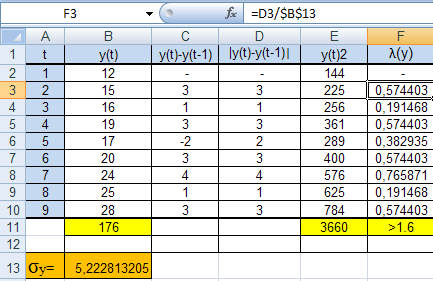 F3 fx =D3/$B$13
A B C D E F
1 t y(t) y(t)-y(t-1) |y(t)-y(t-1)| y(t)2 λ(y)
2 1 12 - - 144 -
3 2 15 3 3 225 0,574403
4 3 16 1 1 256 0,191468
5 4 19 3 3 361 0,574403
6 5 17 -2 2 289 0,382935
7 6 20 3 3 400 0,574403
8 7 24 4 4 576 0,765871
9 8 25 1 1 625 0,191468
10 9 28 3 3 784 0,574403
11 176 3660 >1.6
12
13 σy= 5,222813205